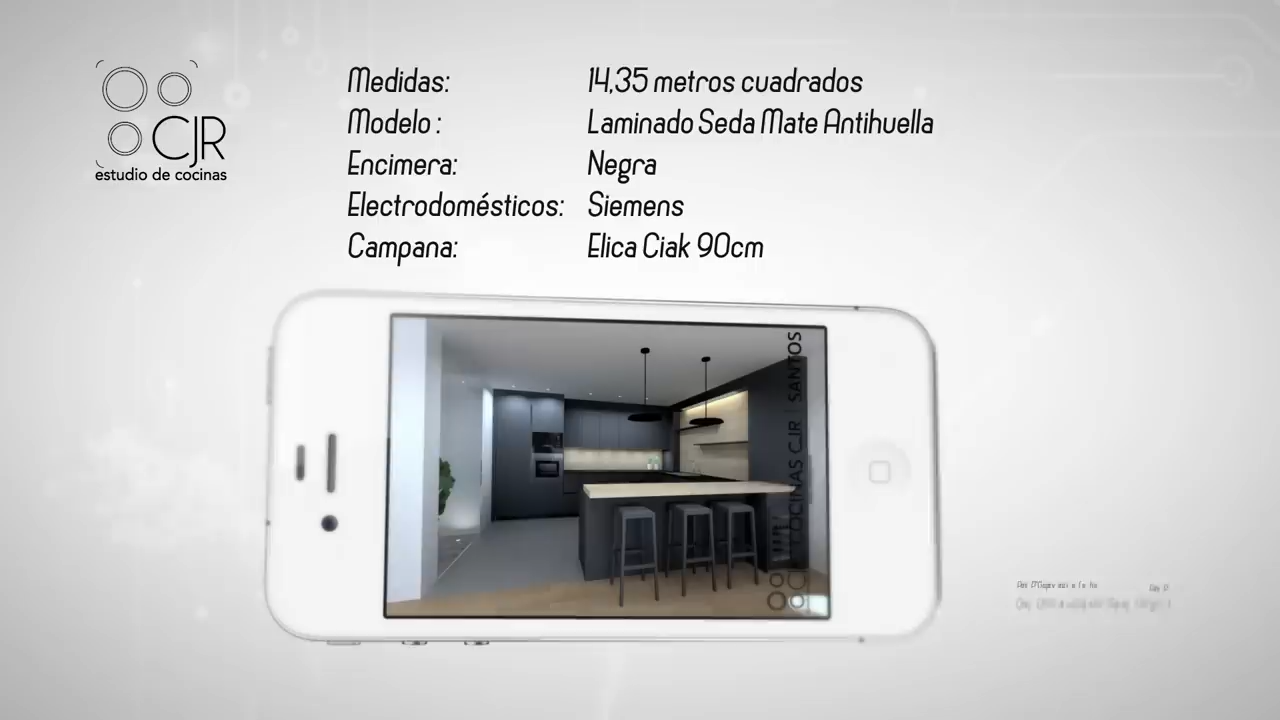 CJR
estudio de cocinas
Medidas: 14,35 metros cuadrados
Modelo : Laminado Seda Mate Antihuella
Encimera: Negra
Electrodomésticos: Siemens
Campana: Elica Ciak 90cm
COCINAS CJR | SANTOS